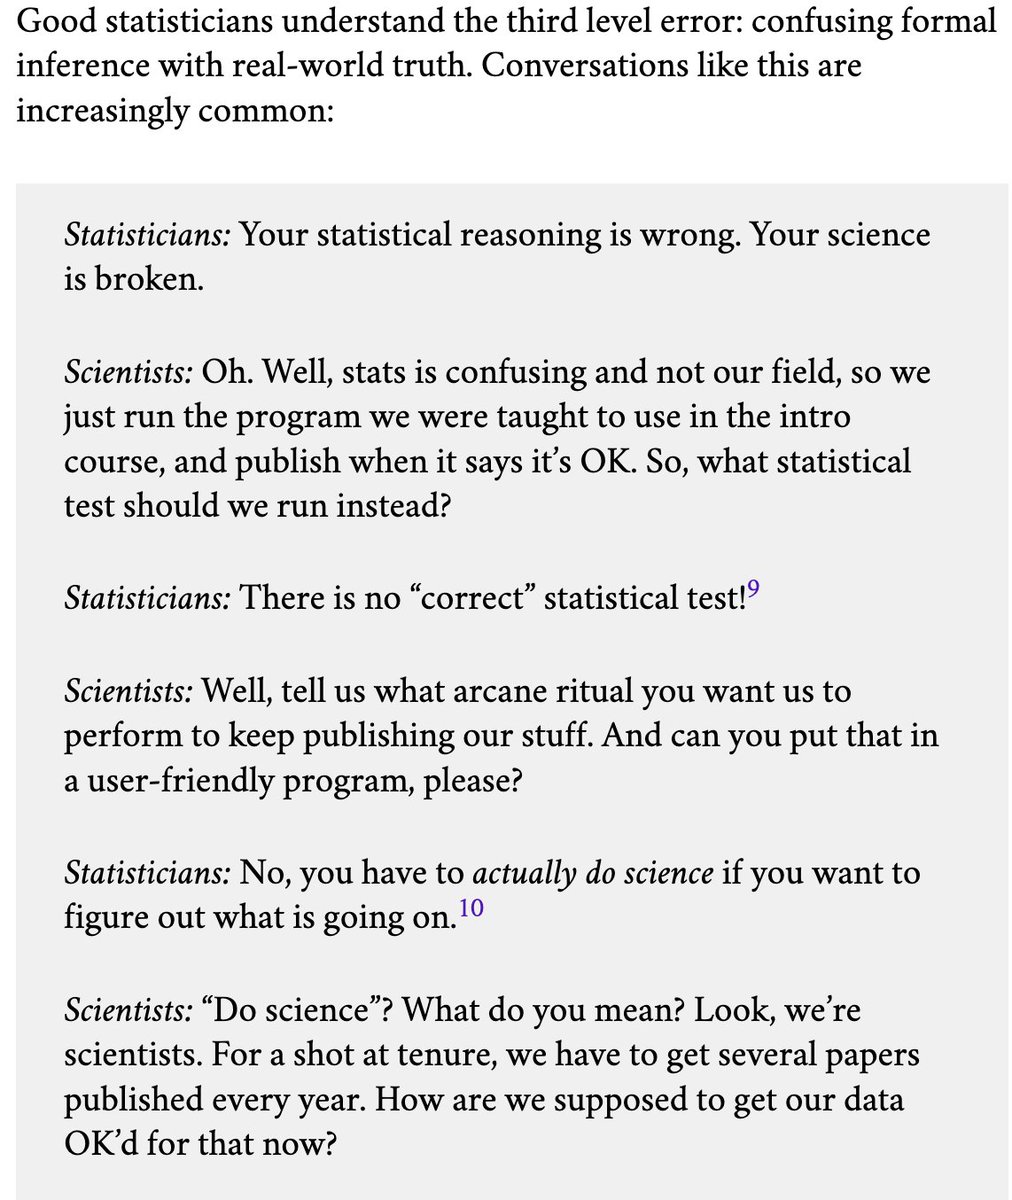 Good statisticians understand the third level error: confusing formal
inference with real-world truth. Conversations like this are
increasingly common:
Statisticians: Your statistical reasoning is wrong. Your science
is broken.
Scientists: Oh. Well, stats is confusing and not our field, so we
just run the program we were taught to use in the intro
course, and publish when it says it’s OK. So, what statistical
test should we run instead?
Statisticians: There is no “correct” statistical test!9
Scientists: Well, tell us what arcane ritual you want us to
perform to keep publishing our stuff. And can you put that in
a user-friendly program, please?
Statisticians: No, you have to actually do science if you want to
figure out what is going on.10
Scientists: “Do science”? What do you mean? Look, we’re
scientists. For a shot at tenure, we have to get several papers
published every year. How are we supposed to get our data
OK’d for that now?